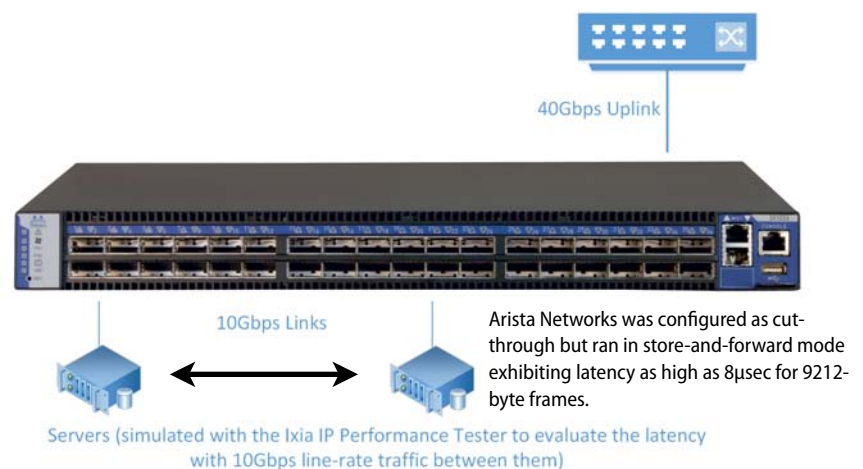 40Gbps Uplink
CONSOLE
10Gbps Links
Arista Networks was configured as cut-
through but ran in store-and-forward mode
exhibiting latency as high as 8µsec for 9212-
byte frames.
Servers (simulated with the Ixia IP Performance Tester to evaluate the latency
with 10Gbps line-rate traffic between them)